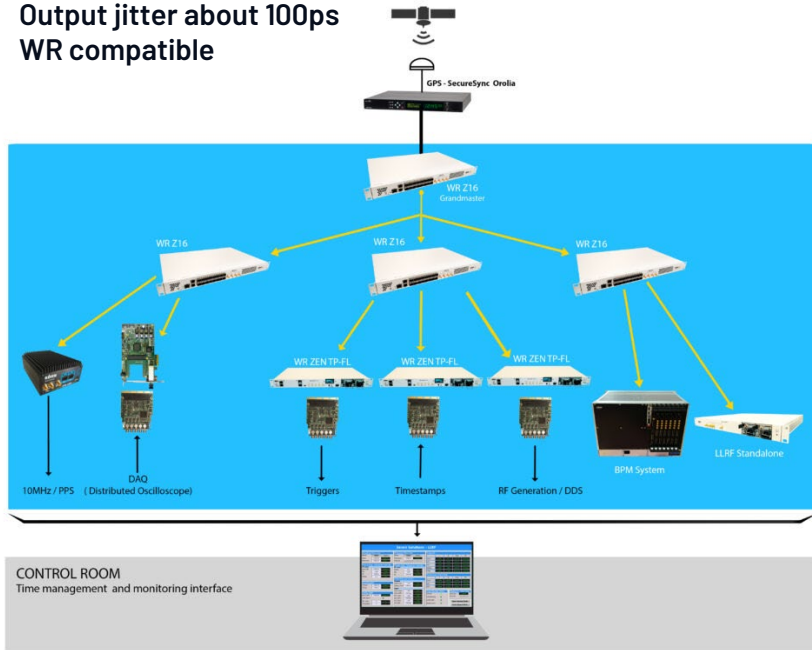 Output jitter about 100ps
WR compatible
GPS - SecureSync Orolia
WR Z16
Grandmaster
WR Z16
WR Z16
WR Z16
WR ZEN TP-FL
WR ZEN TP-FL
WR ZEN TP-FL
10MHz / PPS
DAQ
( Distributed Oscilloscope)
Triggers
Timestamps
RF Generation / DDS
BPM System
LLRF Standalone
CONTROL ROOM
Time management and monitoring interface